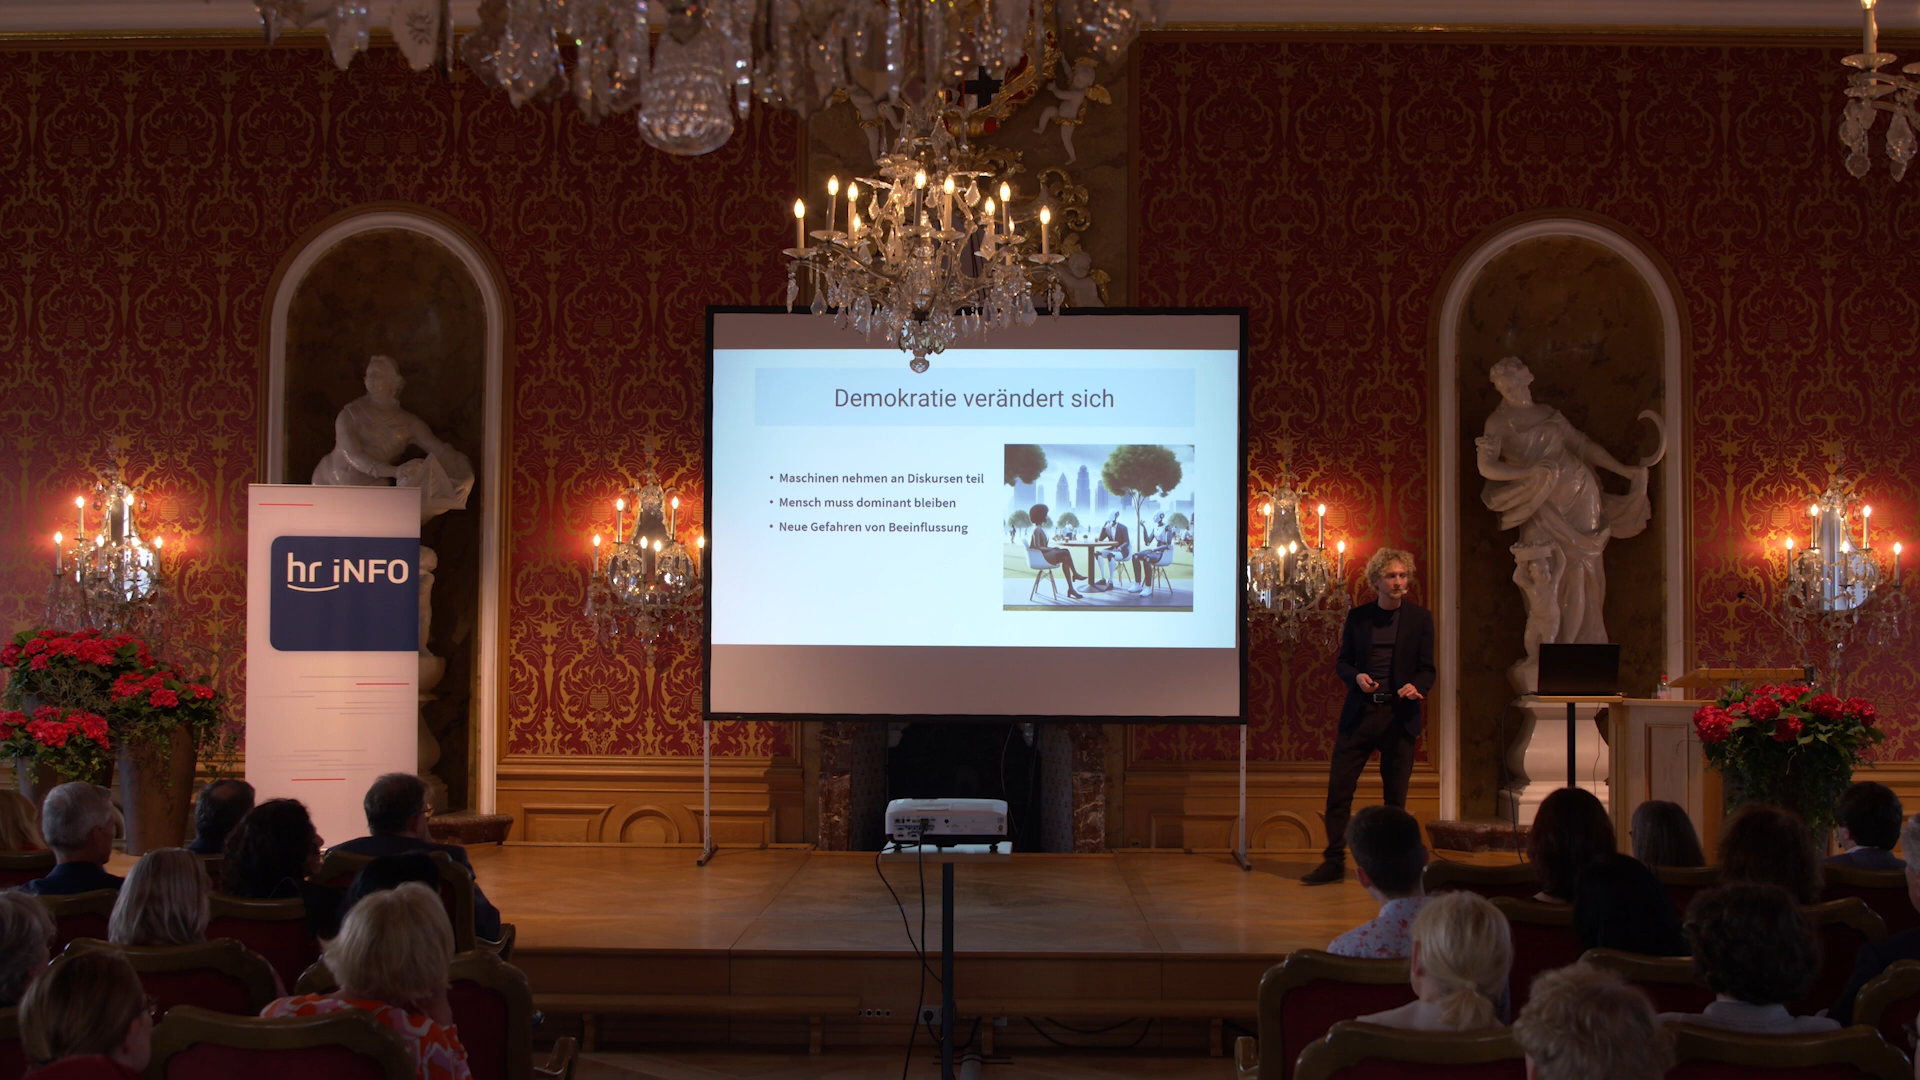 Demokratie verändert sich
• Maschinen nehmen an Diskursen teil
• Mensch muss dominant bleiben
• Neue Gefahren von Beeinflussung
hr iNFO